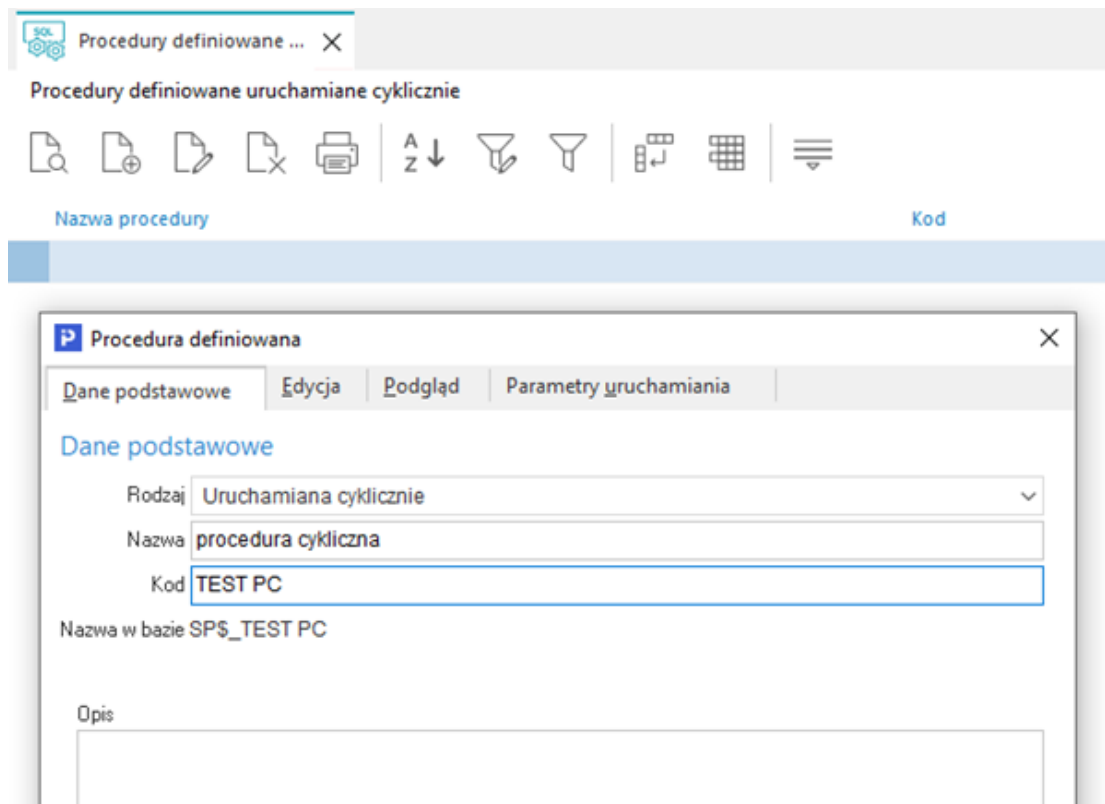 SQL
Procedury definiowane ...
Procedury definiowane uruchamiane cyklicznie
A
Z
Nazwa procedury Kod
Procedura definiowana
Dane podstawowe Edycja Podgląd Parametry uruchamiania
Dane podstawowe
Rodzaj Uruchamiana cyklicznie
Nazwa procedura cykliczna
Kod TEST PC
Nazwa w bazie SP$_TEST PC
Opis